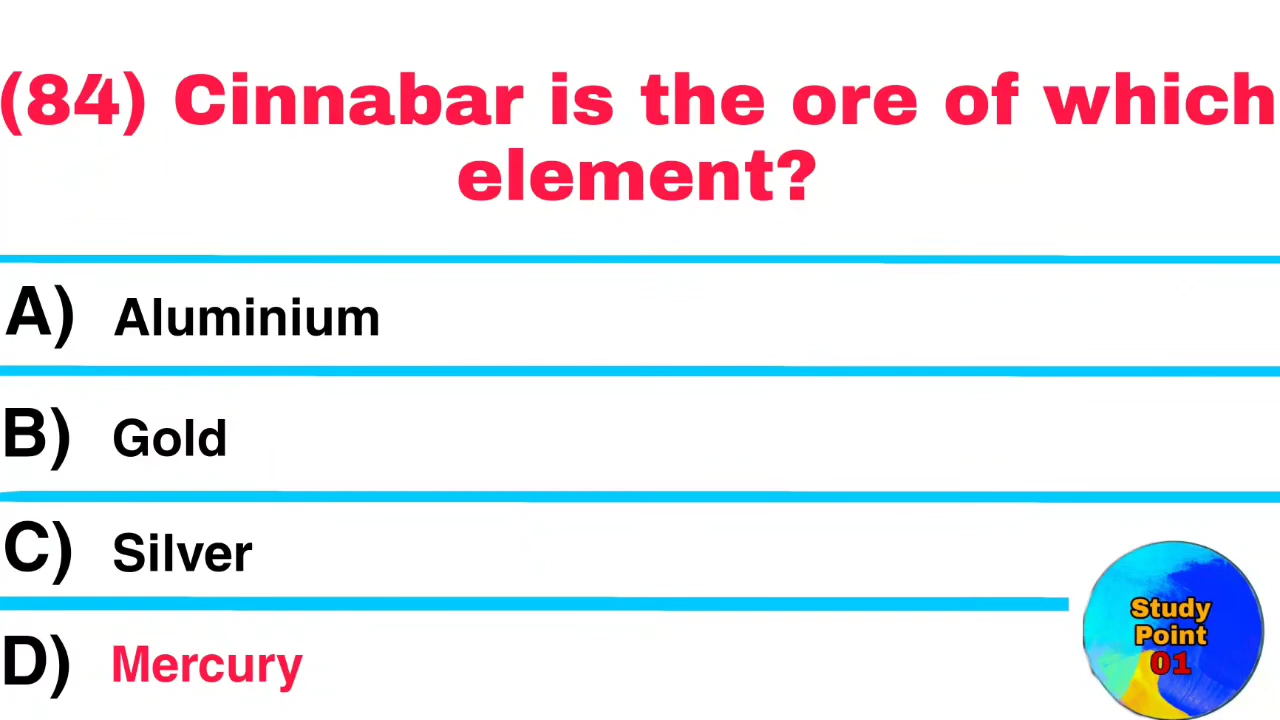 (84) Cinnabar is the ore of which
element?
A) Aluminium
B) Gold
C) Silver
D) Mercury
Study
Point
01